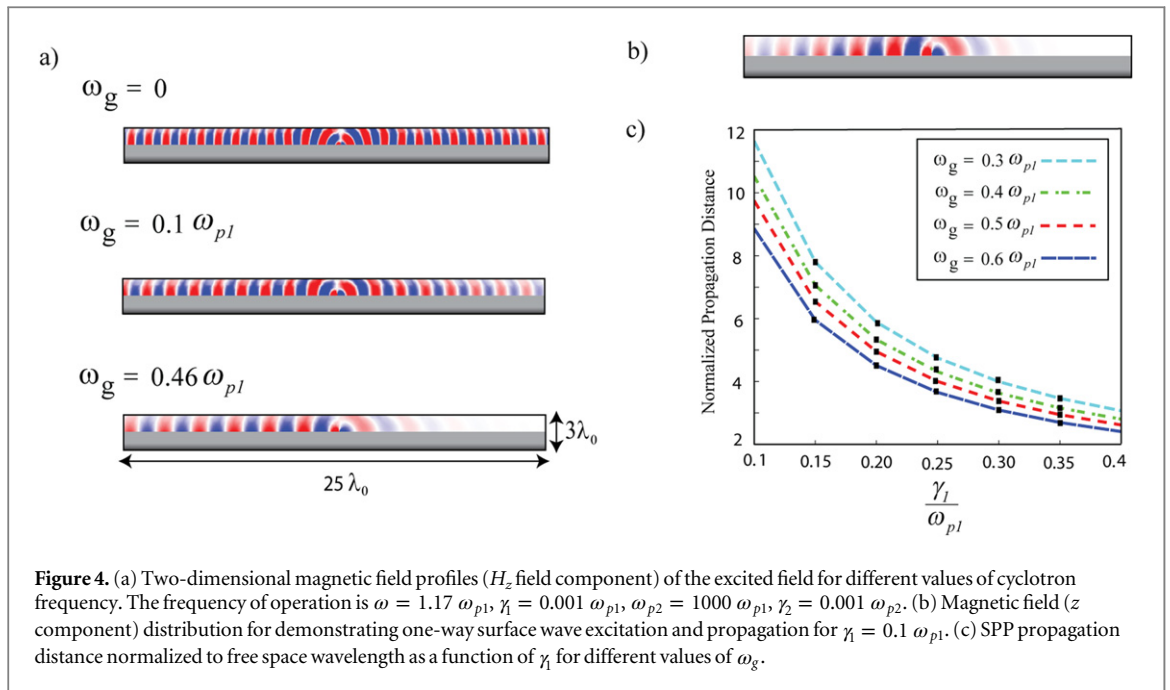 a)
ω_g = 0
ω_g = 0.1 ω_p1
ω_g = 0.46 ω_p1
3λ_0
25 λ_0
b)
c)
Normalized Propagation Distance
12
10
8
6
4
2
0.1 0.15 0.20 0.25 0.30 0.35 0.4
γ_1
ω_p1
ω_g = 0.3 ω_p1
ω_g = 0.4 ω_p1
ω_g = 0.5 ω_p1
ω_g = 0.6 ω_p1
Figure 4. (a) Two-dimensional magnetic field profiles (H_z field component) of the excited field for different values of cyclotron
frequency. The frequency of operation is ω = 1.17 ω_p1, γ_1 = 0.001 ω_p1, ω_p2 = 1000 ω_p1, γ_2 = 0.001 ω_p2. (b) Magnetic field (z
component) distribution for demonstrating one-way surface wave excitation and propagation for γ_1 = 0.1 ω_p1. (c) SPP propagation
distance normalized to free space wavelength as a function of γ_1 for different values of ω_g.